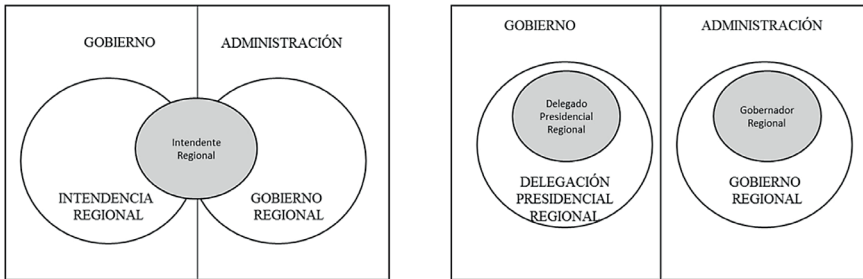 GOBIERNO
ADMINISTRACIÓN
Intendente
Regional
INTENDENCIA
REGIONAL
GOBIERNO
REGIONAL
GOBIERNO
ADMINISTRACIÓN
Delegado
Presidencial
Regional
DELEGACIÓN
PRESIDENCIAL
REGIONAL
Gobernador
Regional
GOBIERNO
REGIONAL